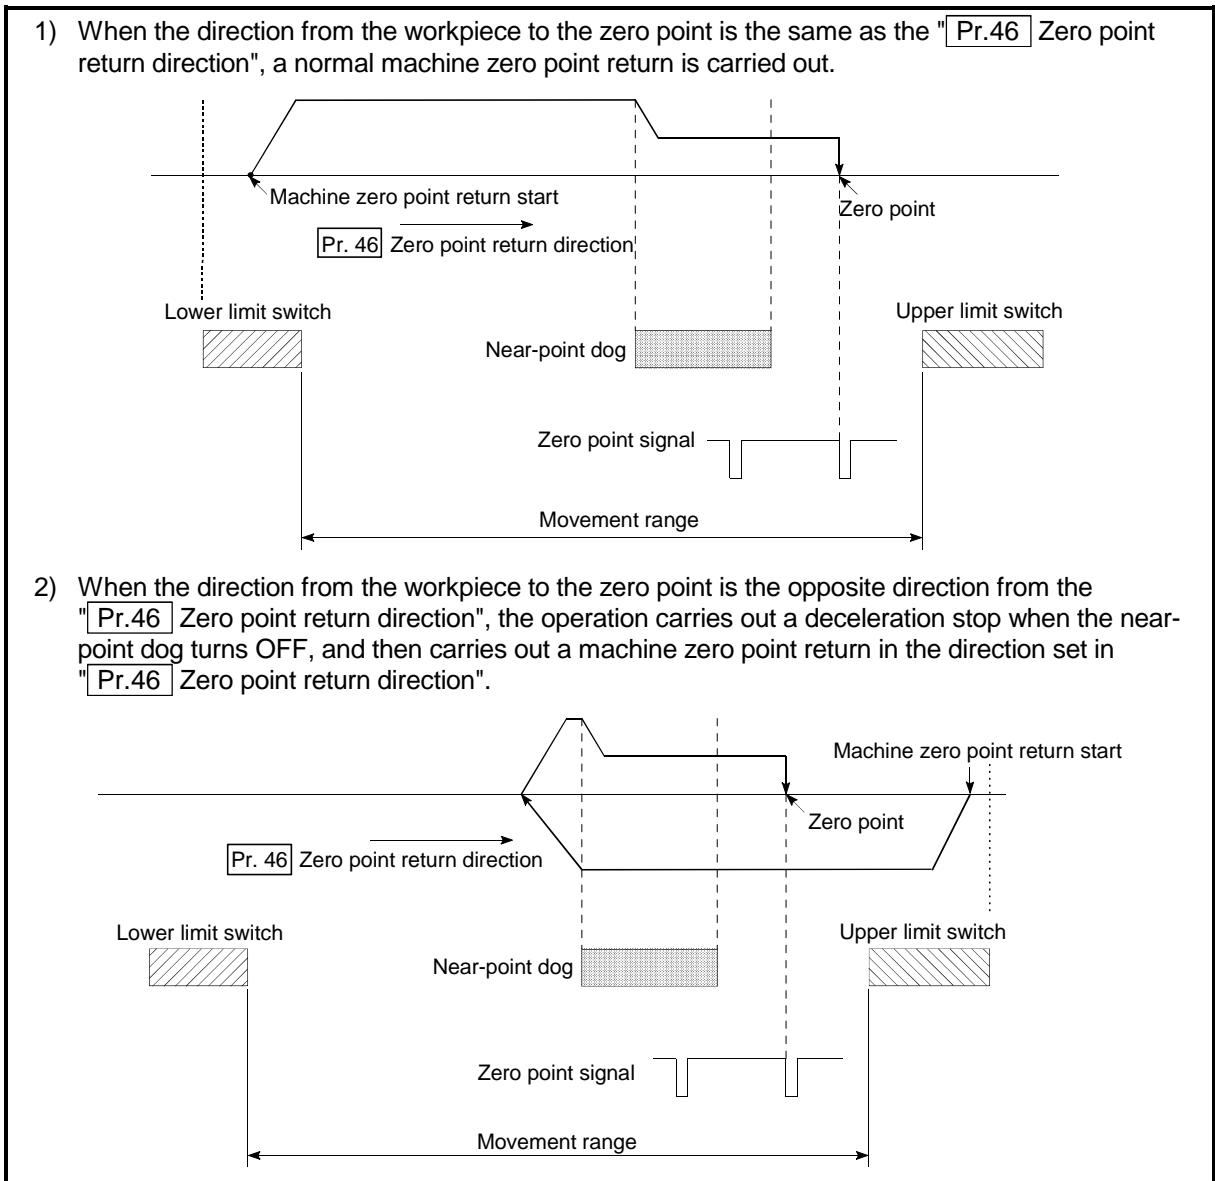 1) When the direction from the workpiece to the zero point is the same as the "Pr.46 Zero point
return direction", a normal machine zero point return is carried out.
Machine zero point return start
Zero point
Pr. 46 Zero point return direction
Lower limit switch
Upper limit switch
Near-point dog
Zero point signal
Movement range
2) When the direction from the workpiece to the zero point is the opposite direction from the
"Pr.46 Zero point return direction", the operation carries out a deceleration stop when the near-
point dog turns OFF, and then carries out a machine zero point return in the direction set in
"Pr.46 Zero point return direction".
Machine zero point return start
Zero point
Pr. 46 Zero point return direction
Lower limit switch
Upper limit switch
Near-point dog
Zero point signal
Movement range